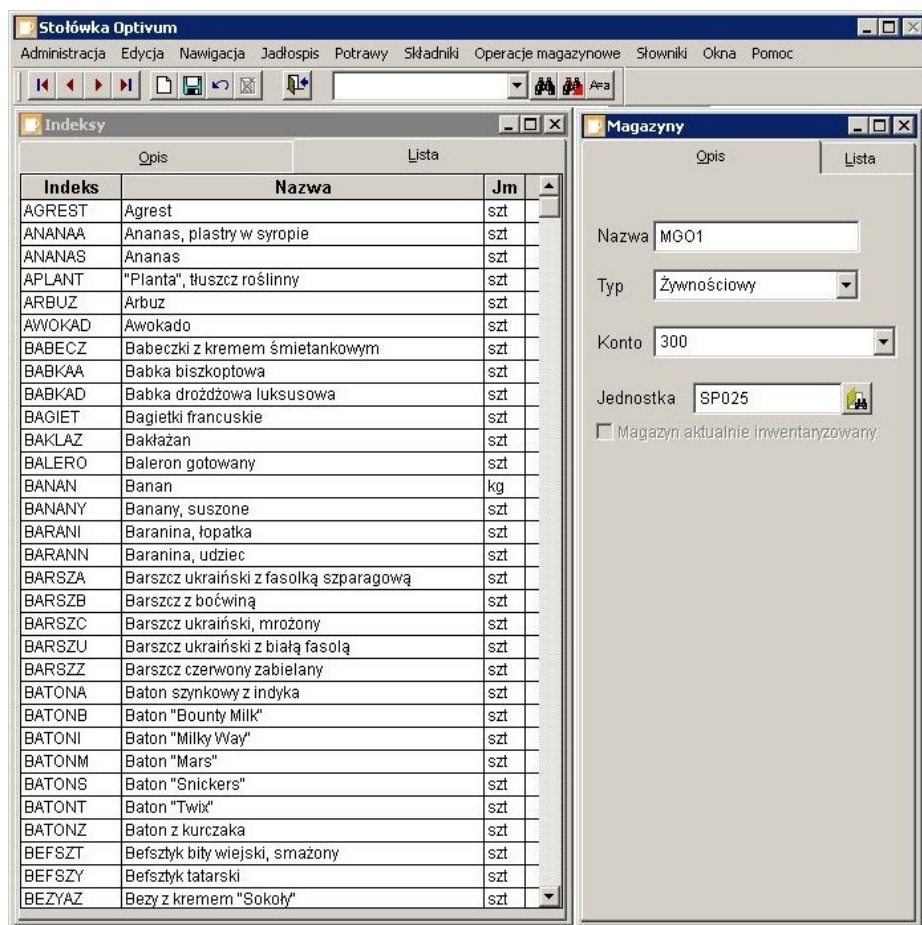 Stołówka Optivum
Administracja Edycja Nawigacja Jadłospis Potrawy Składniki Operacje magazynowe Słowniki Okna Pomoc
A=a
Indeksy
Opis Lista
Indeks Nazwa Jm
AGREST Agrest szt
ANANAA Ananas, plastry w syropie szt
ANANAS Ananas szt
APLANT "Planta", tłuszcz roślinny szt
ARBUZ Arbuz szt
AWOKAD Awokado szt
BABECZ Babeczki z kremem śmietankowym szt
BABKAA Babka biszkoptowa szt
BABKAD Babka drożdżowa luksusowa szt
BAGIET Bagietki francuskie szt
BAKLAZ Bakłażan szt
BALERO Baleron gotowany szt
BANAN Banan kg
BANANY Banany, suszone szt
BARANI Baranina, łopatka szt
BARANN Baranina, udziec szt
BARSZA Barszcz ukraiński z fasolką szparagową szt
BARSZB Barszcz z boćwiną szt
BARSZC Barszcz ukraiński, mrożony szt
BARSZU Barszcz ukraiński z białą fasolą szt
BARSZZ Barszcz czerwony zabielany szt
BATONA Baton szynkowy z indyka szt
BATONB Baton "Bounty Milk" szt
BATONI Baton "Milky Way" szt
BATONM Baton "Mars" szt
BATONS Baton "Snickers" szt
BATONT Baton "Twix" szt
BATONZ Baton z kurczaka szt
BEFSZT Befsztyk bity wiejski, smażony szt
BEFSZY Befsztyk tatarski szt
BEZYAZ Bezy z kremem "Sokoły" szt
Magazyny
Opis Lista
Nazwa MGO1
Typ Żywnościowy
Konto 300
Jednostka SP025
Magazyn aktualnie inwentaryzowany